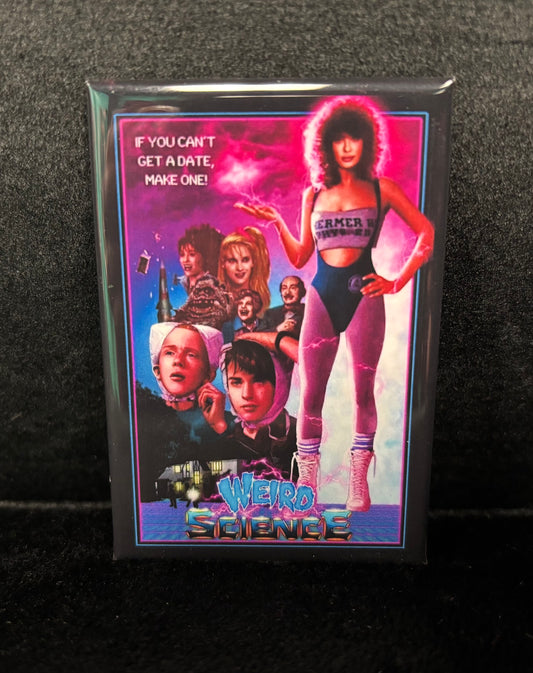 IF YOU CAN'T
GET A DATE,
MAKE ONE!
WEIRD
SCIENCE